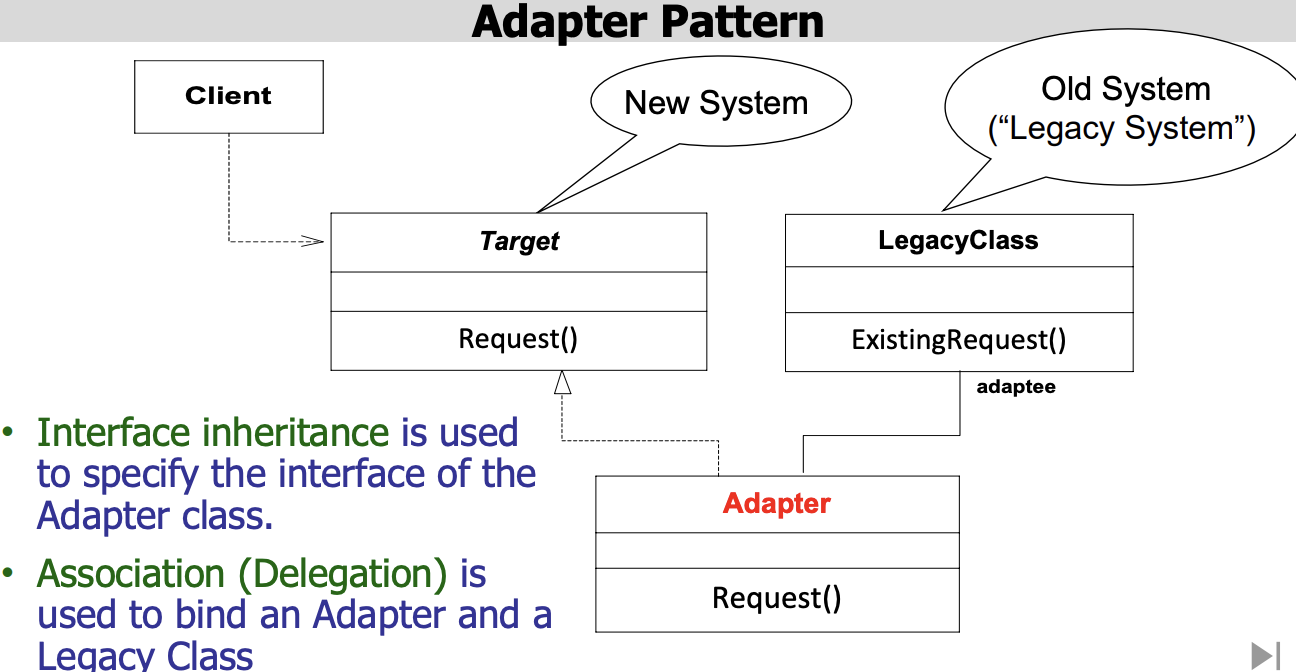 Adapter Pattern
Client
New System
Old System
(“Legacy System”)
Target
Request()
LegacyClass
ExistingRequest()
adaptee
• Interface inheritance is used
to specify the interface of the
Adapter class.
• Association (Delegation) is
used to bind an Adapter and a
Legacy Class
Adapter
Request()